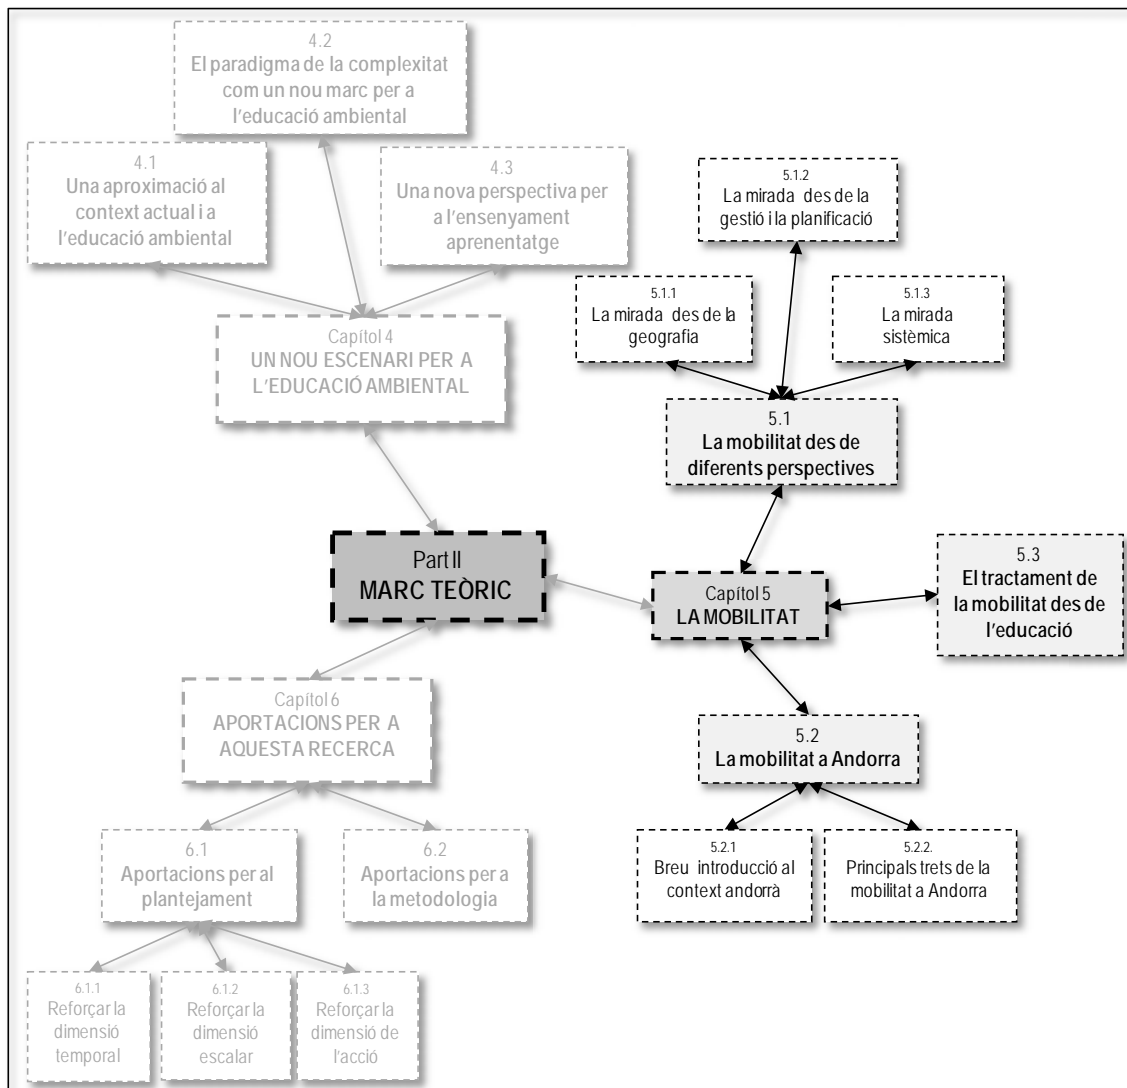 4.2
El paradigma de la complexitat
com un nou marc per a
l'educació ambiental
4.1
Una aproximació al
context actual i a
l'educació ambiental
4.3
Una nova perspectiva per
a l'ensenyament
aprenentatge
Capítol 4
UN NOU ESCENARI PER A
L'EDUCACIÓ AMBIENTAL
5.1.2
La mirada des de la
gestió i la planificació
5.1.1
La mirada des de la
geografia
5.1.3
La mirada
sistèmica
5.1
La mobilitat des de
diferents perspectives
Part II
MARC TEÒRIC
Capítol 5
LA MOBILITAT
5.3
El tractament de
la mobilitat des de
l'educació
5.2
La mobilitat a Andorra
5.2.1
Breu introducció al
context andorrà
5.2.2.
Principals trets de la
mobilitat a Andorra
Capítol 6
APORTACIONS PER A
AQUESTA RECERCA
6.1
Aportacions per al
plantejament
6.2
Aportacions per a
la metodologia
6.1.1
Reforçar la
dimensió
temporal
6.1.2
Reforçar la
dimensió
escalar
6.1.3
Reforçar la
dimensió de
l'acció